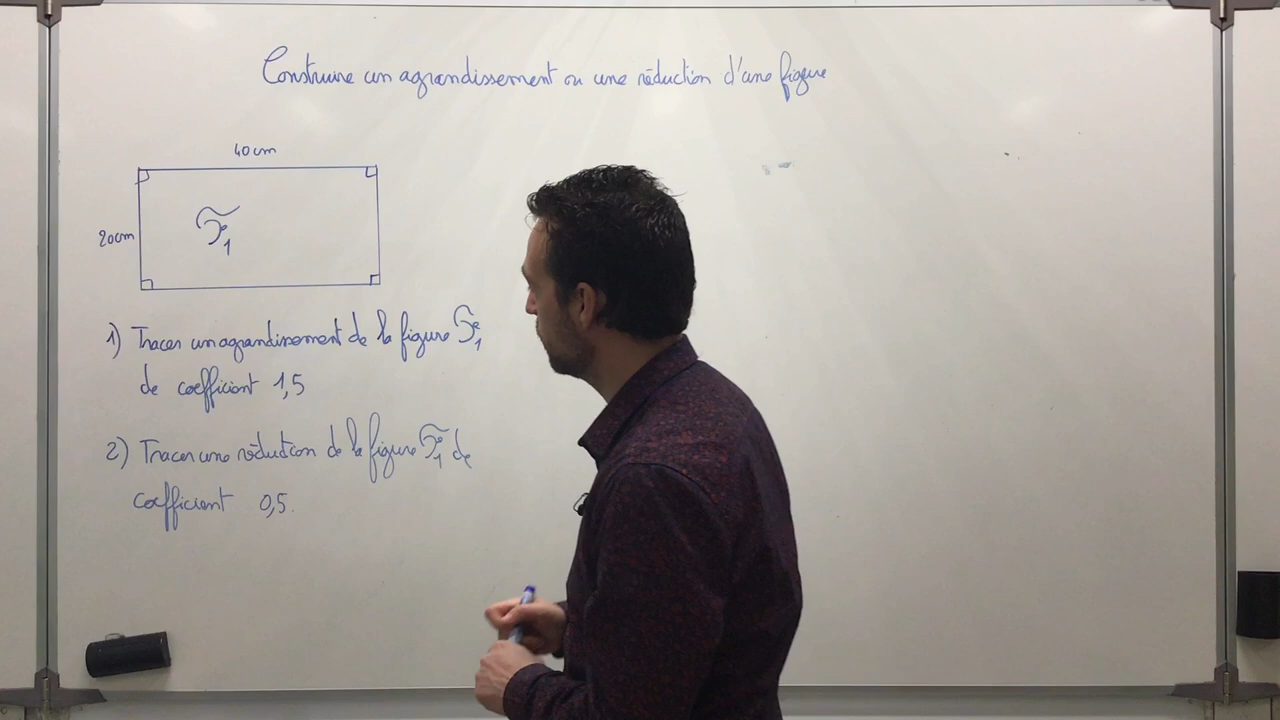 Construire un agrandissement ou une réduction d'une figure
40 cm
20 cm
F₁
1) Tracer un agrandissement de la figure F₁
de coefficient 1,5
2) Tracer une réduction de la figure F₁ de
coefficient 0,5.